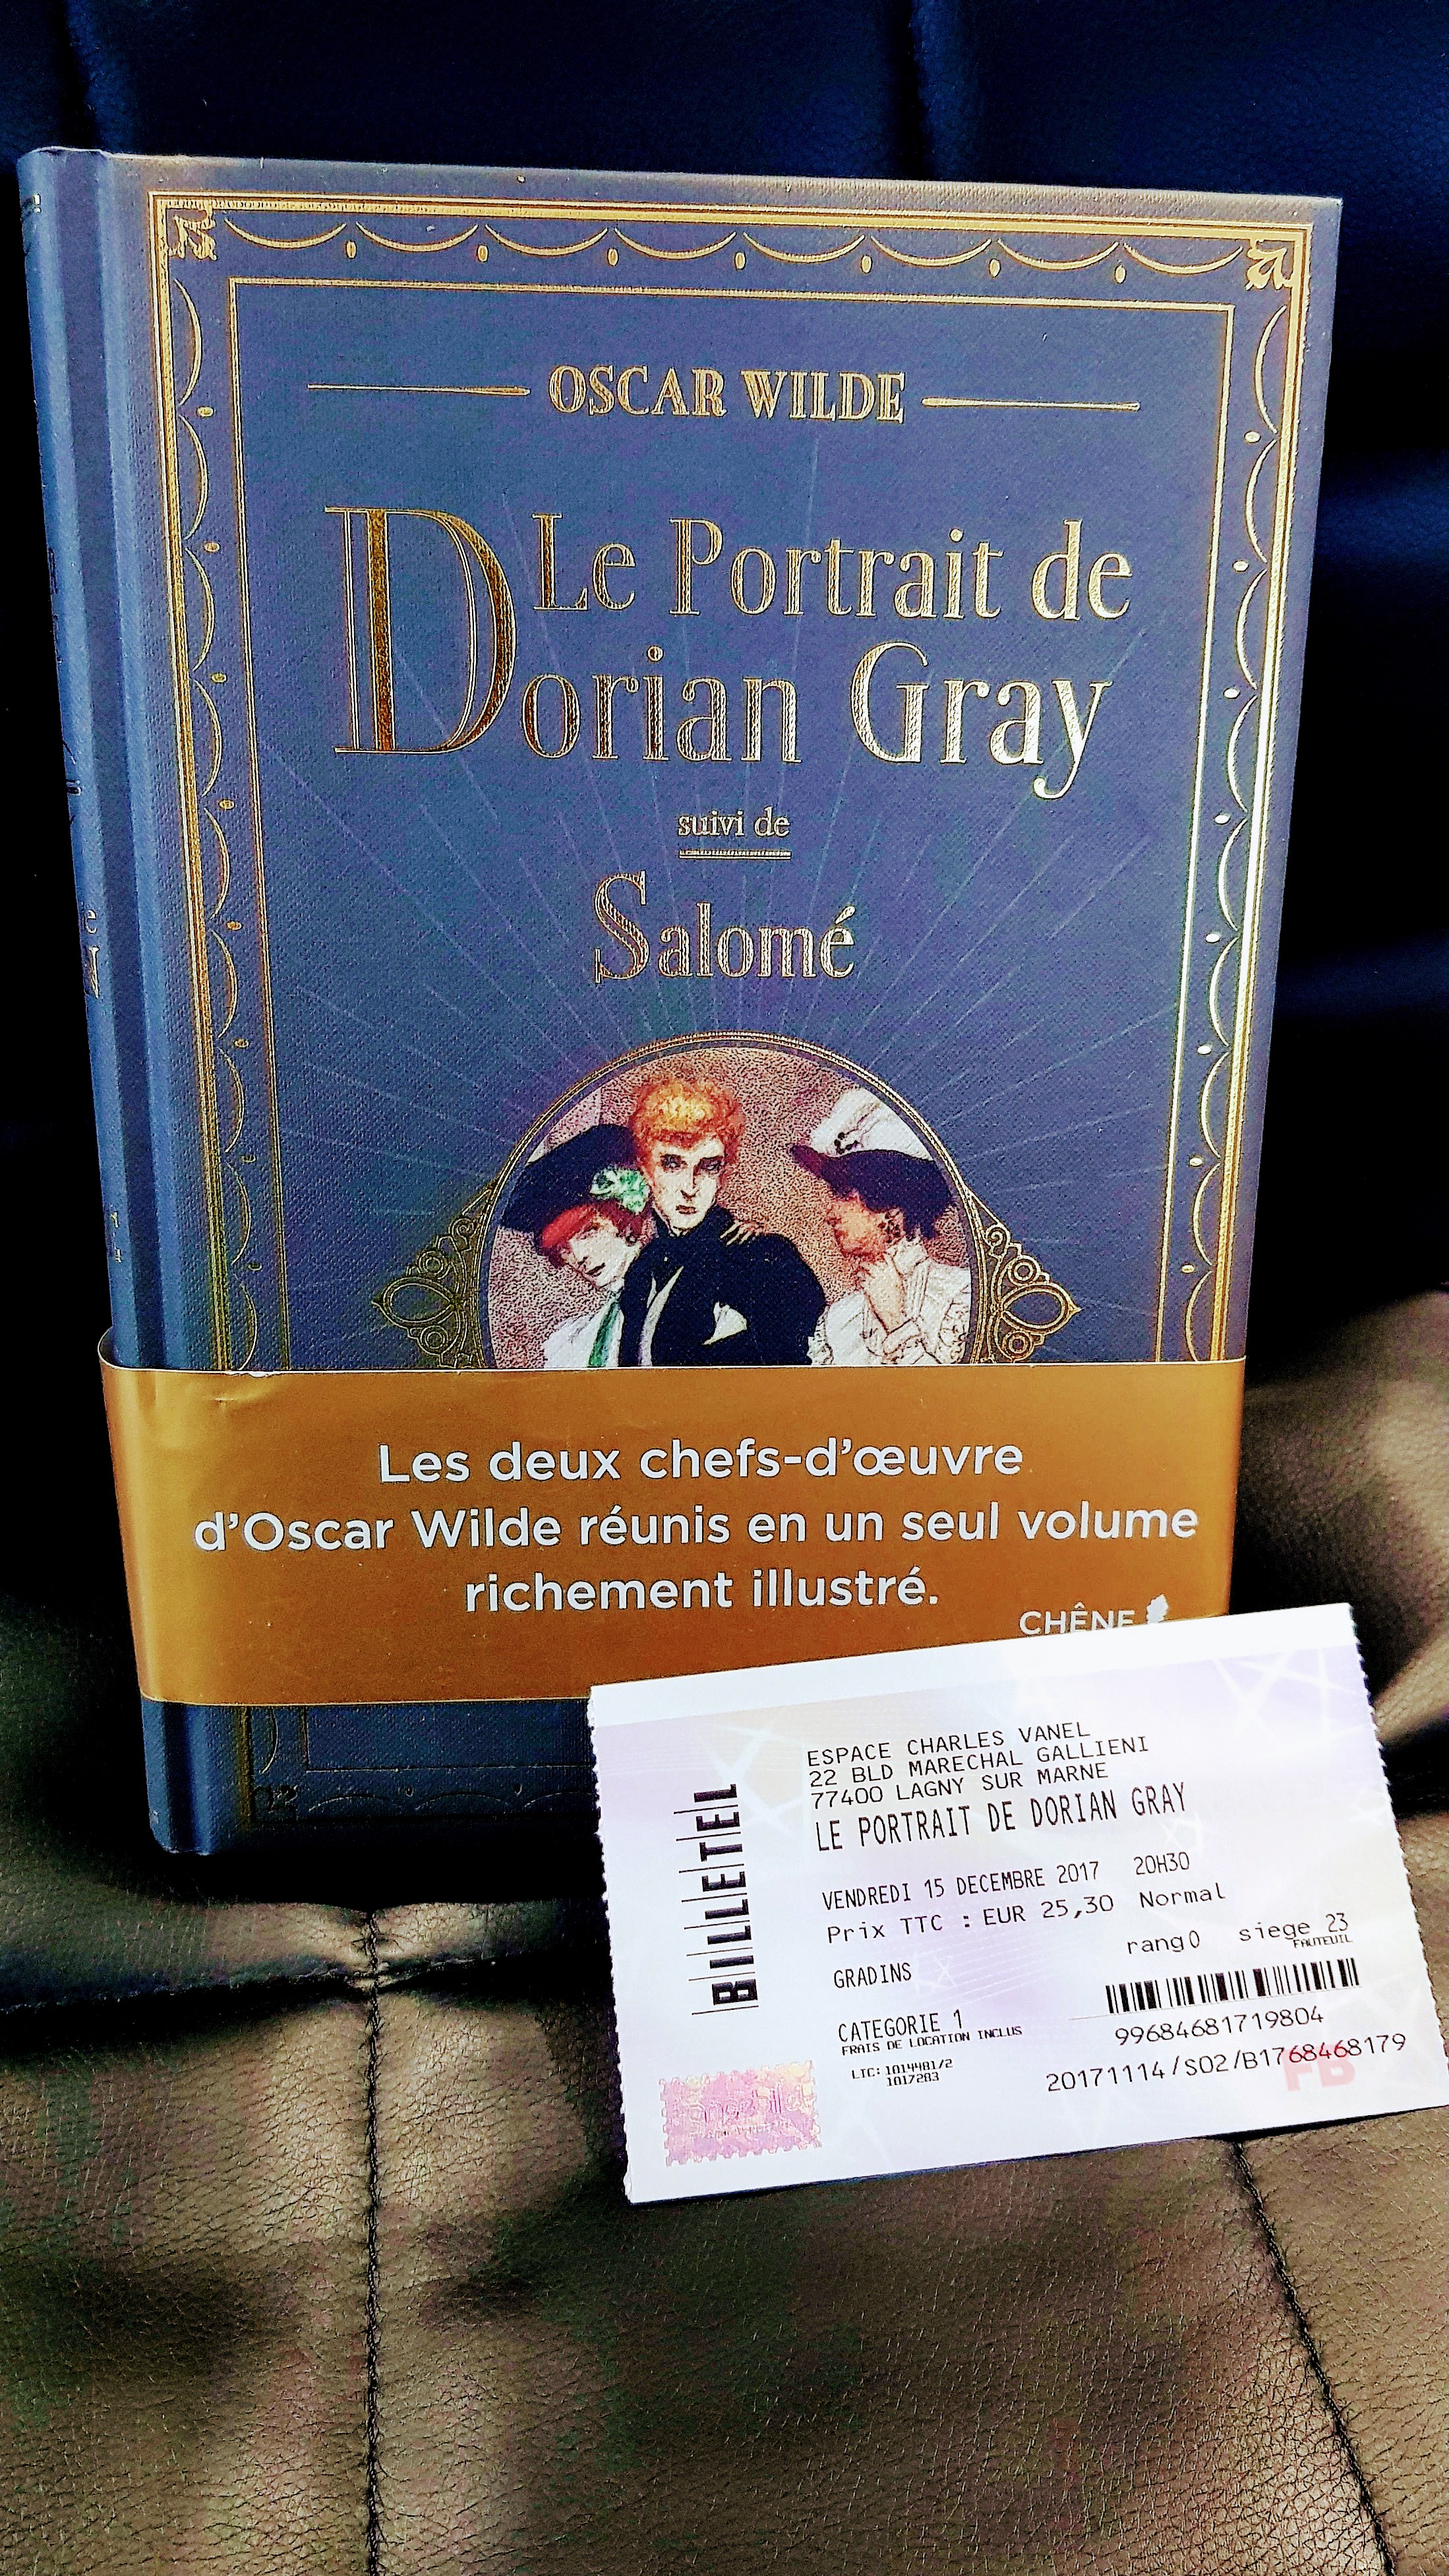 OSCAR WILDE
Le Portrait de
Dorian Gray
suivi de
Salomé
Les deux chefs-d'œuvre
d'Oscar Wilde réunis en un seul volume
richement illustré.
CHÊNE
BILLETEL
ESPACE CHARLES VANEL
22 BLD MARECHAL GALLIENI
77400 LAGNY SUR MARNE
LE PORTRAIT DE DORIAN GRAY
VENDREDI 15 DECEMBRE 2017 20H30
Prix TTC : EUR 25,30 Normal
rang0 siege 23
FAUTEUIL
GRADINS
CATEGORIE 1
FRAIS DE LOCATION INCLUS
LIC: 1014481/2
1017283
99684681719804
20171114/S02/B1768468179
FB